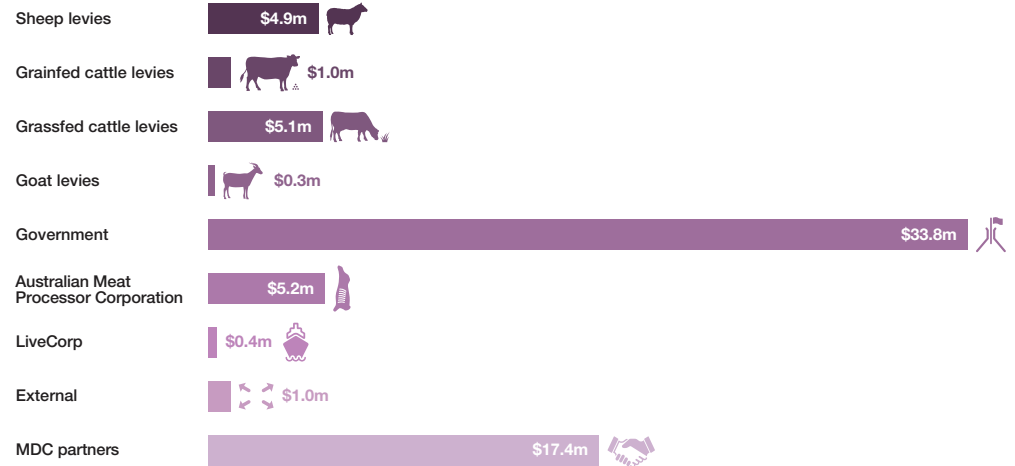 Sheep levies $4.9m
Grainfed cattle levies $1.0m
Grassfed cattle levies $5.1m
Goat levies $0.3m
Government $33.8m
Australian Meat
Processor Corporation $5.2m
LiveCorp $0.4m
External $1.0m
MDC partners $17.4m